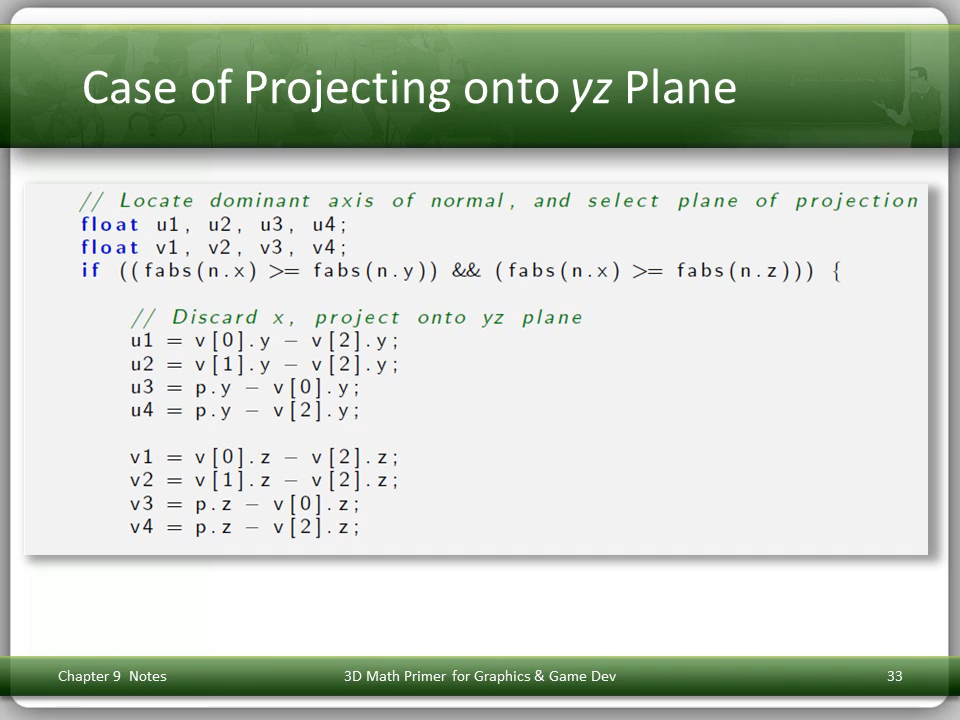 Case of Projecting onto yz Plane
// Locate dominant axis of normal, and select plane of projection
float u1, u2, u3, u4;
float v1, v2, v3, v4;
if ((fabs(n.x) >= fabs(n.y)) && (fabs(n.x) >= fabs(n.z))) {
// Discard x, project onto yz plane
u1 = v[0].y − v[2].y;
u2 = v[1].y − v[2].y;
u3 = p.y − v[0].y;
u4 = p.y − v[2].y;
v1 = v[0].z − v[2].z;
v2 = v[1].z − v[2].z;
v3 = p.z − v[0].z;
v4 = p.z − v[2].z;
Chapter 9 Notes
3D Math Primer for Graphics & Game Dev
33